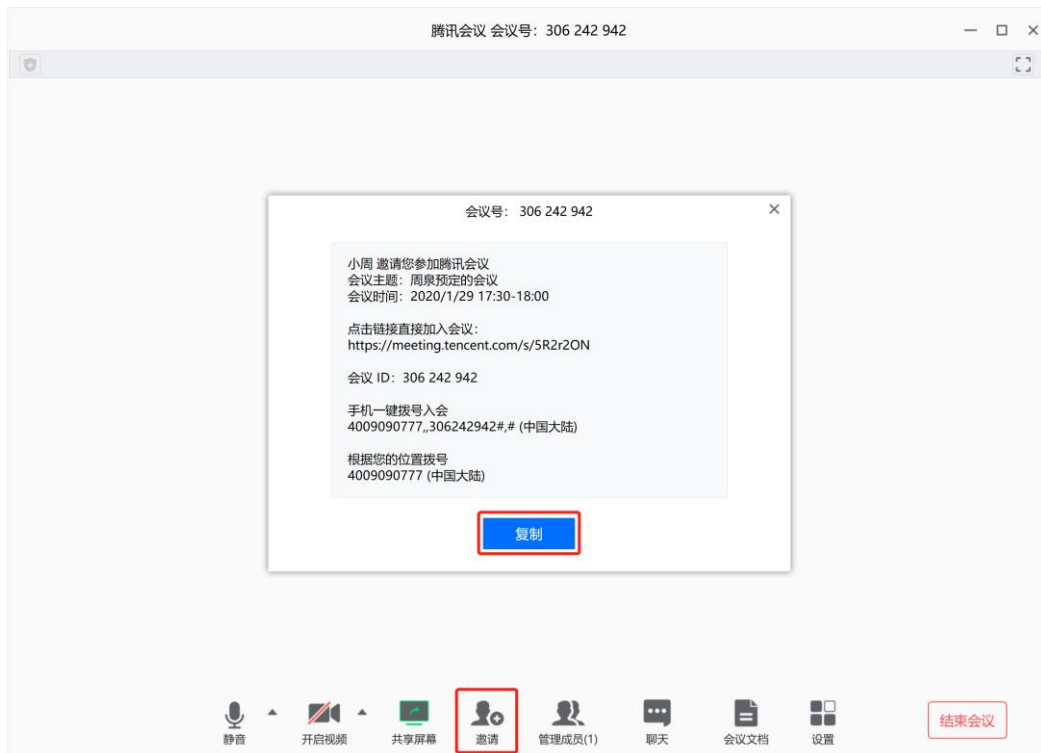 腾讯会议 会议号：306 242 942
会议号： 306 242 942
小周 邀请您参加腾讯会议
会议主题：周泉预定的会议
会议时间：2020/1/29 17:30-18:00
点击链接直接加入会议：
https://meeting.tencent.com/s/5R2r2ON
会议 ID：306 242 942
手机一键拨号入会
4009090777,,306242942#,# (中国大陆)
根据您的位置拨号
4009090777 (中国大陆)
复制
静音
开启视频
共享屏幕
邀请
管理成员(1)
聊天
会议文档
设置
结束会议